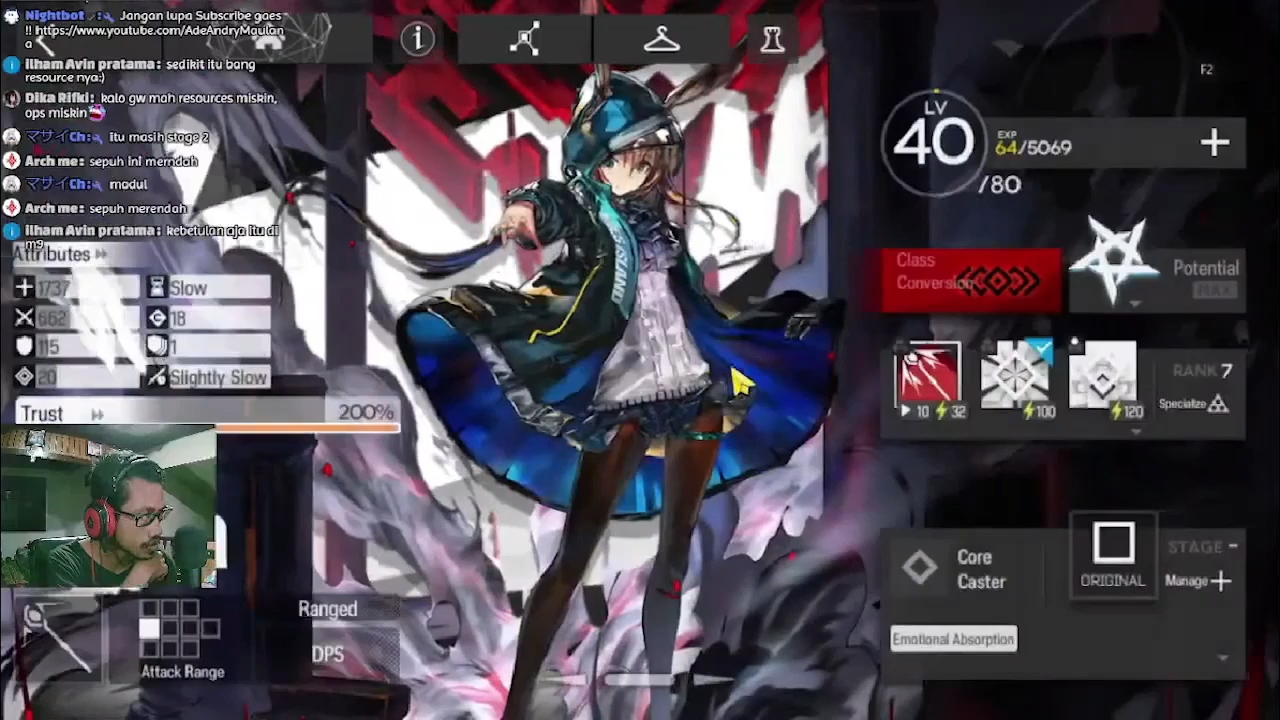 Nightbot : Jangan lupa Subscribe gaes
!! https://www.youtube.com/AdeAndryMaulan
a
ilham Avin pratama : sedikit itu bang
resource nya:)
Dika Rifki: kalo gw mah resources miskin,
ops miskin
マサイCh: itu masih stage 2
Arch me: sepuh ini merndah
マサイCh: modul
Arch me: sepuh merendah
ilham Avin pratama : kebetulan aja itu di
mg
F2
LV
40
/80
EXP
64/5069
Class
Conversion
Potential
MAX
Attributes
1737
Slow
662
18
115
1
20
Slightly Slow
Trust
200%
10 32
100
120
RANK 7
Specialize
ISLAND
Core
Caster
ORIGINAL
STAGE -
Manage
Emotional Absorption
Ranged
DPS
Attack Range